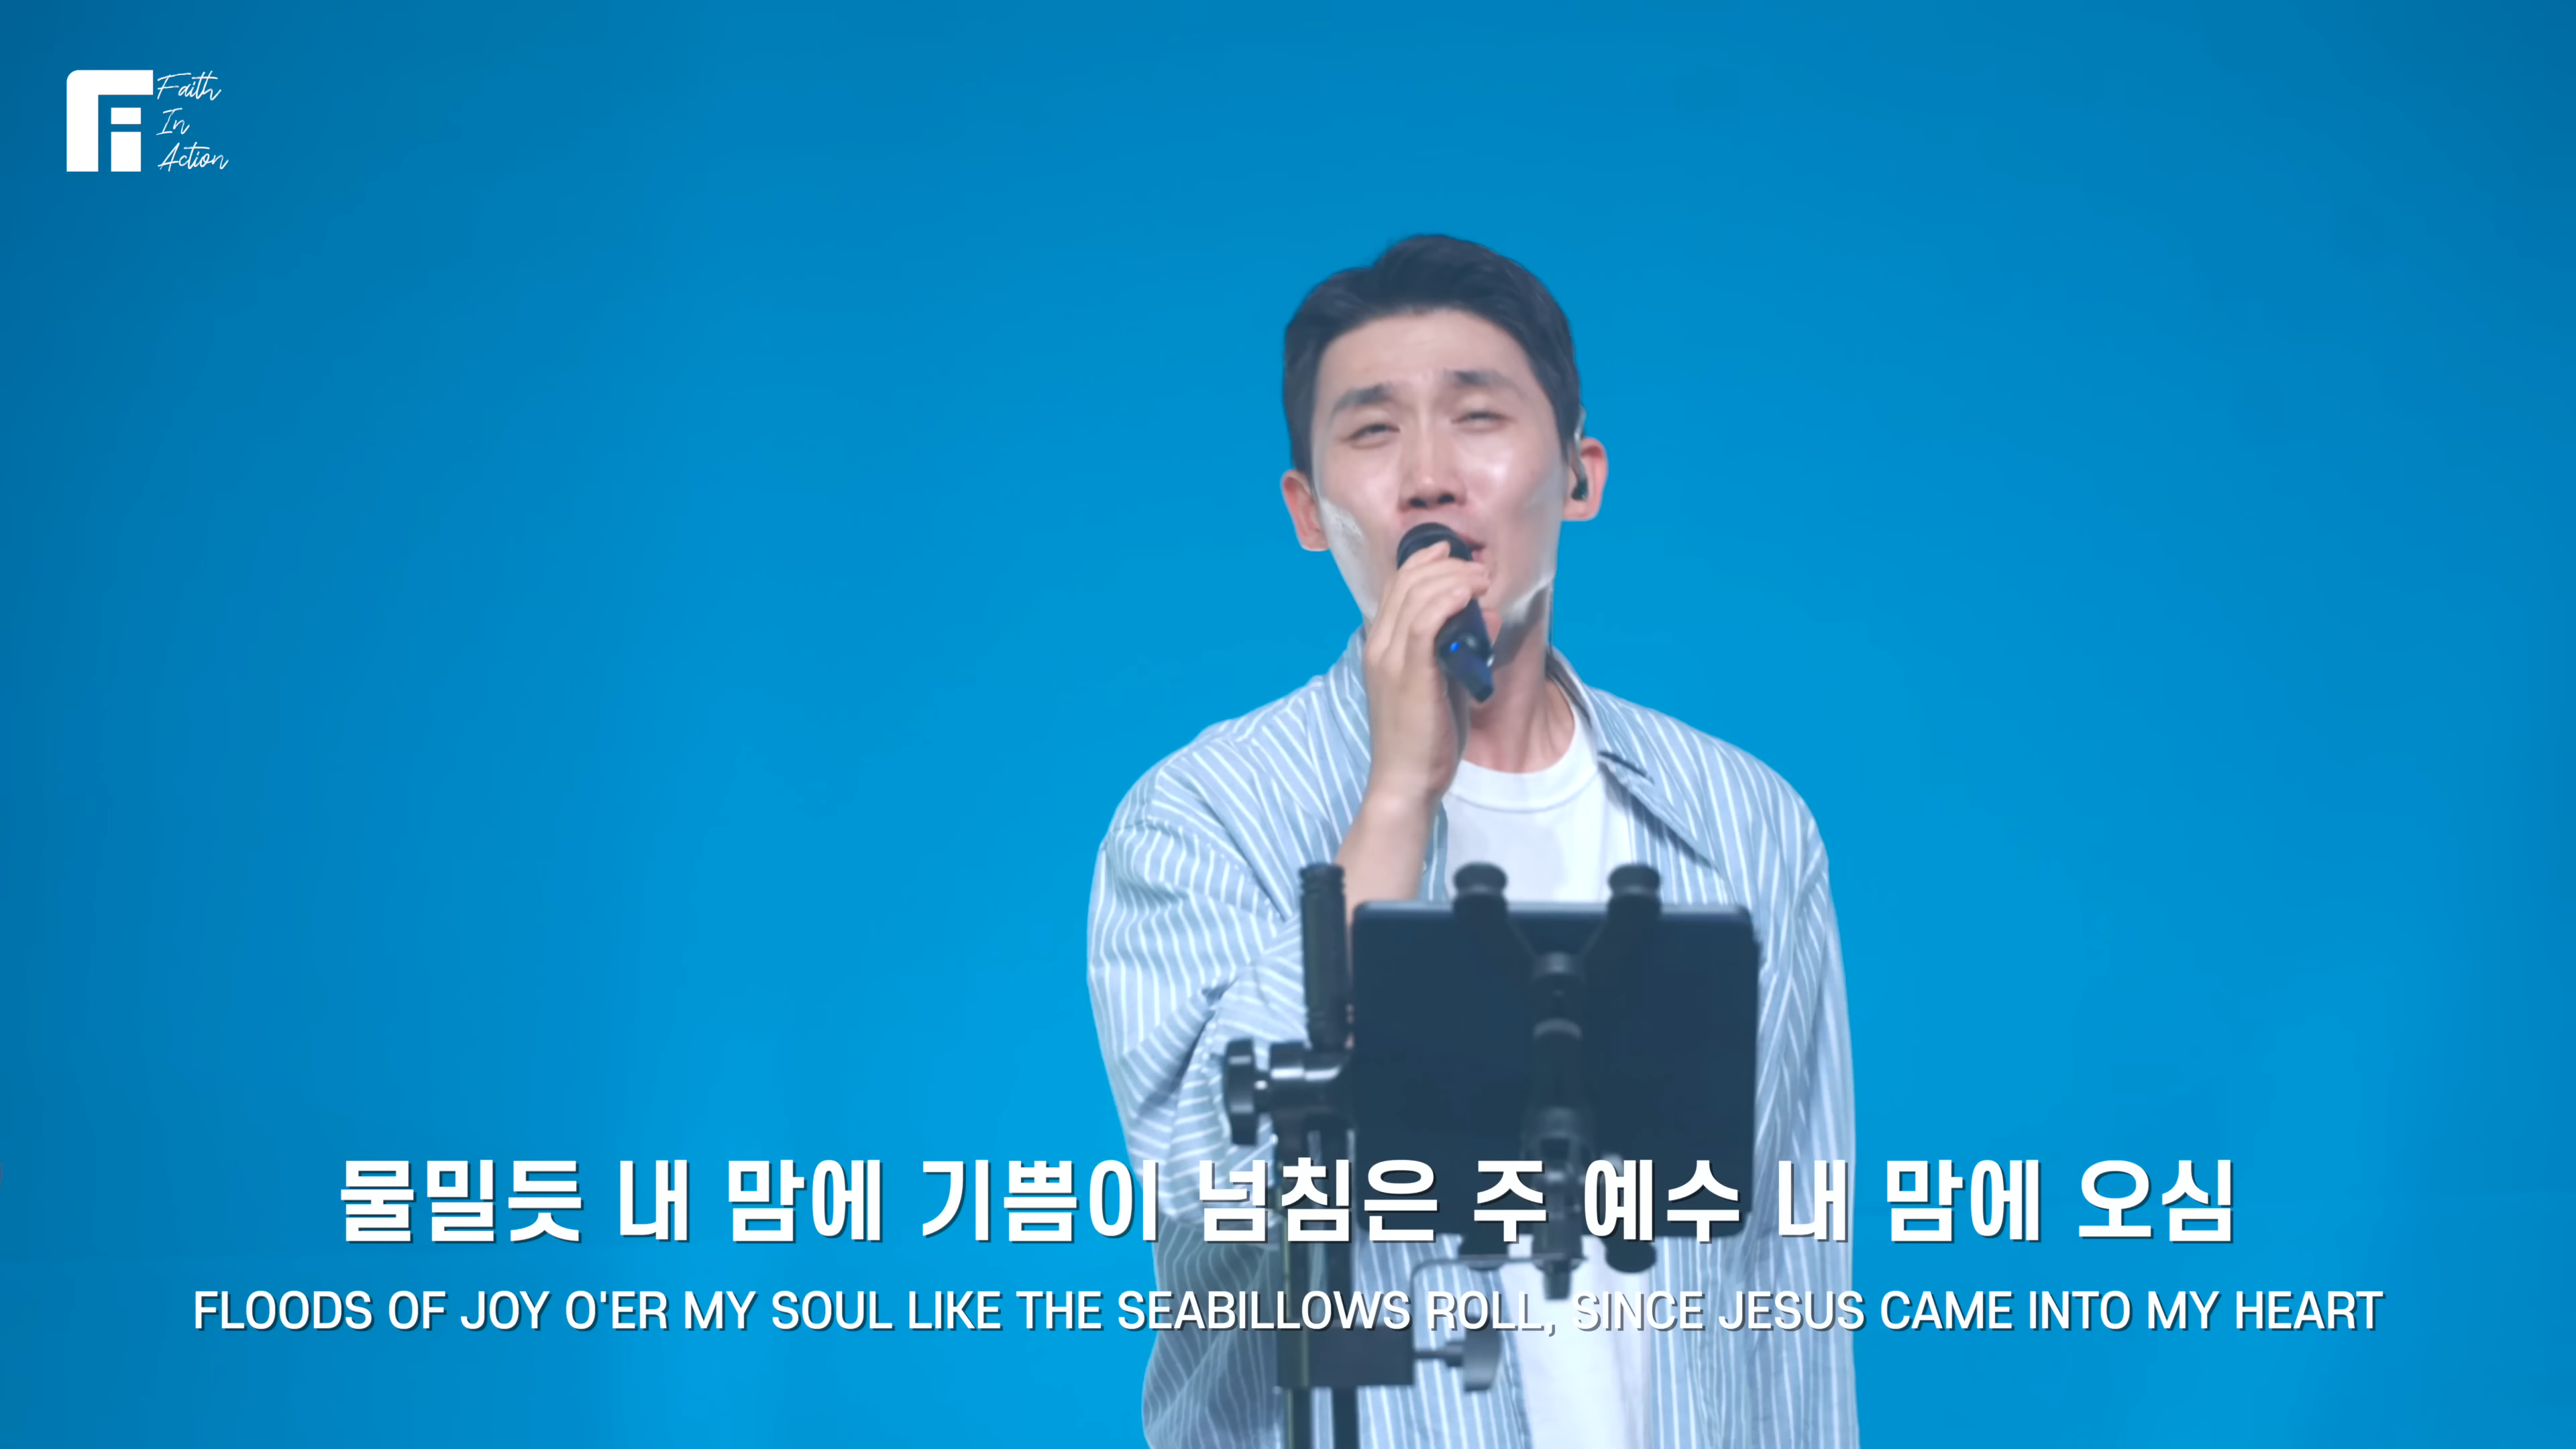 Faith
In
Action
물밀듯 내 맘에 기쁨이 넘침은 주 예수 내 맘에 오심
FLOODS OF JOY O'ER MY SOUL LIKE THE SEABILLOWS ROLL, SINCE JESUS CAME INTO MY HEART